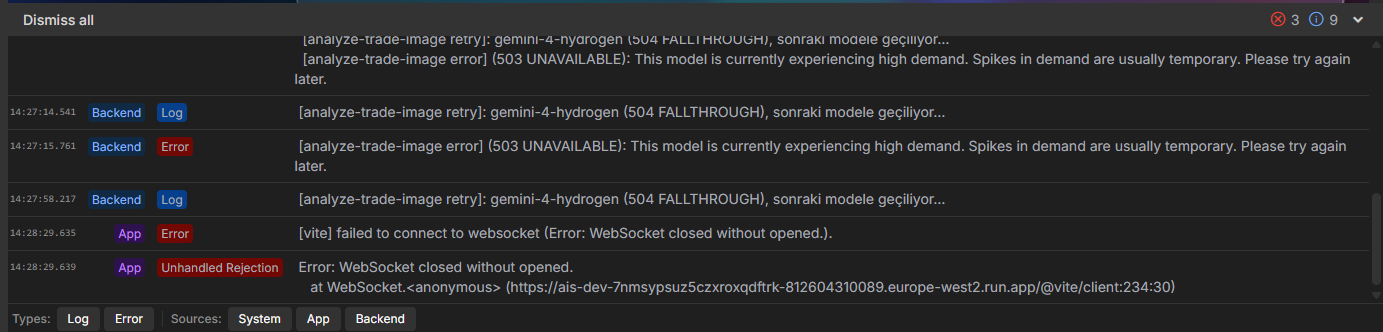 Dismiss all 3 9
[analyze-trade-image retry]: gemini-4-hydrogen (504 FALLTHROUGH), sonraki modele geçiliyor...
[analyze-trade-image error] (503 UNAVAILABLE): This model is currently experiencing high demand. Spikes in demand are usually temporary. Please try again
later.
14:27:14.541 Backend Log [analyze-trade-image retry]: gemini-4-hydrogen (504 FALLTHROUGH), sonraki modele geçiliyor...
14:27:15.761 Backend Error [analyze-trade-image error] (503 UNAVAILABLE): This model is currently experiencing high demand. Spikes in demand are usually temporary. Please try again
later.
14:27:58.217 Backend Log [analyze-trade-image retry]: gemini-4-hydrogen (504 FALLTHROUGH), sonraki modele geçiliyor...
14:28:29.635 App Error [vite] failed to connect to websocket (Error: WebSocket closed without opened.).
14:28:29.639 App Unhandled Rejection Error: WebSocket closed without opened.
at WebSocket.<anonymous> (https://ais-dev-7nmsypsuz5czxroxqdftrk-812604310089.europe-west2.run.app/@vite/client:234:30)
Types: Log Error Sources: System App Backend